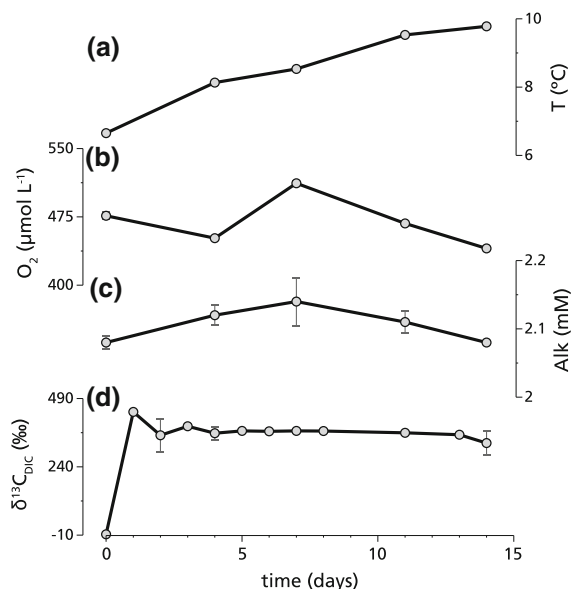 (a)
10
8
6
T (°C)
(b)
550
475
400
O₂ (μmol L⁻¹)
(c)
2.2
2.1
2
Alk (mM)
(d)
490
240
-10
δ¹³C_DIC (‰)
0 5 10 15
time (days)